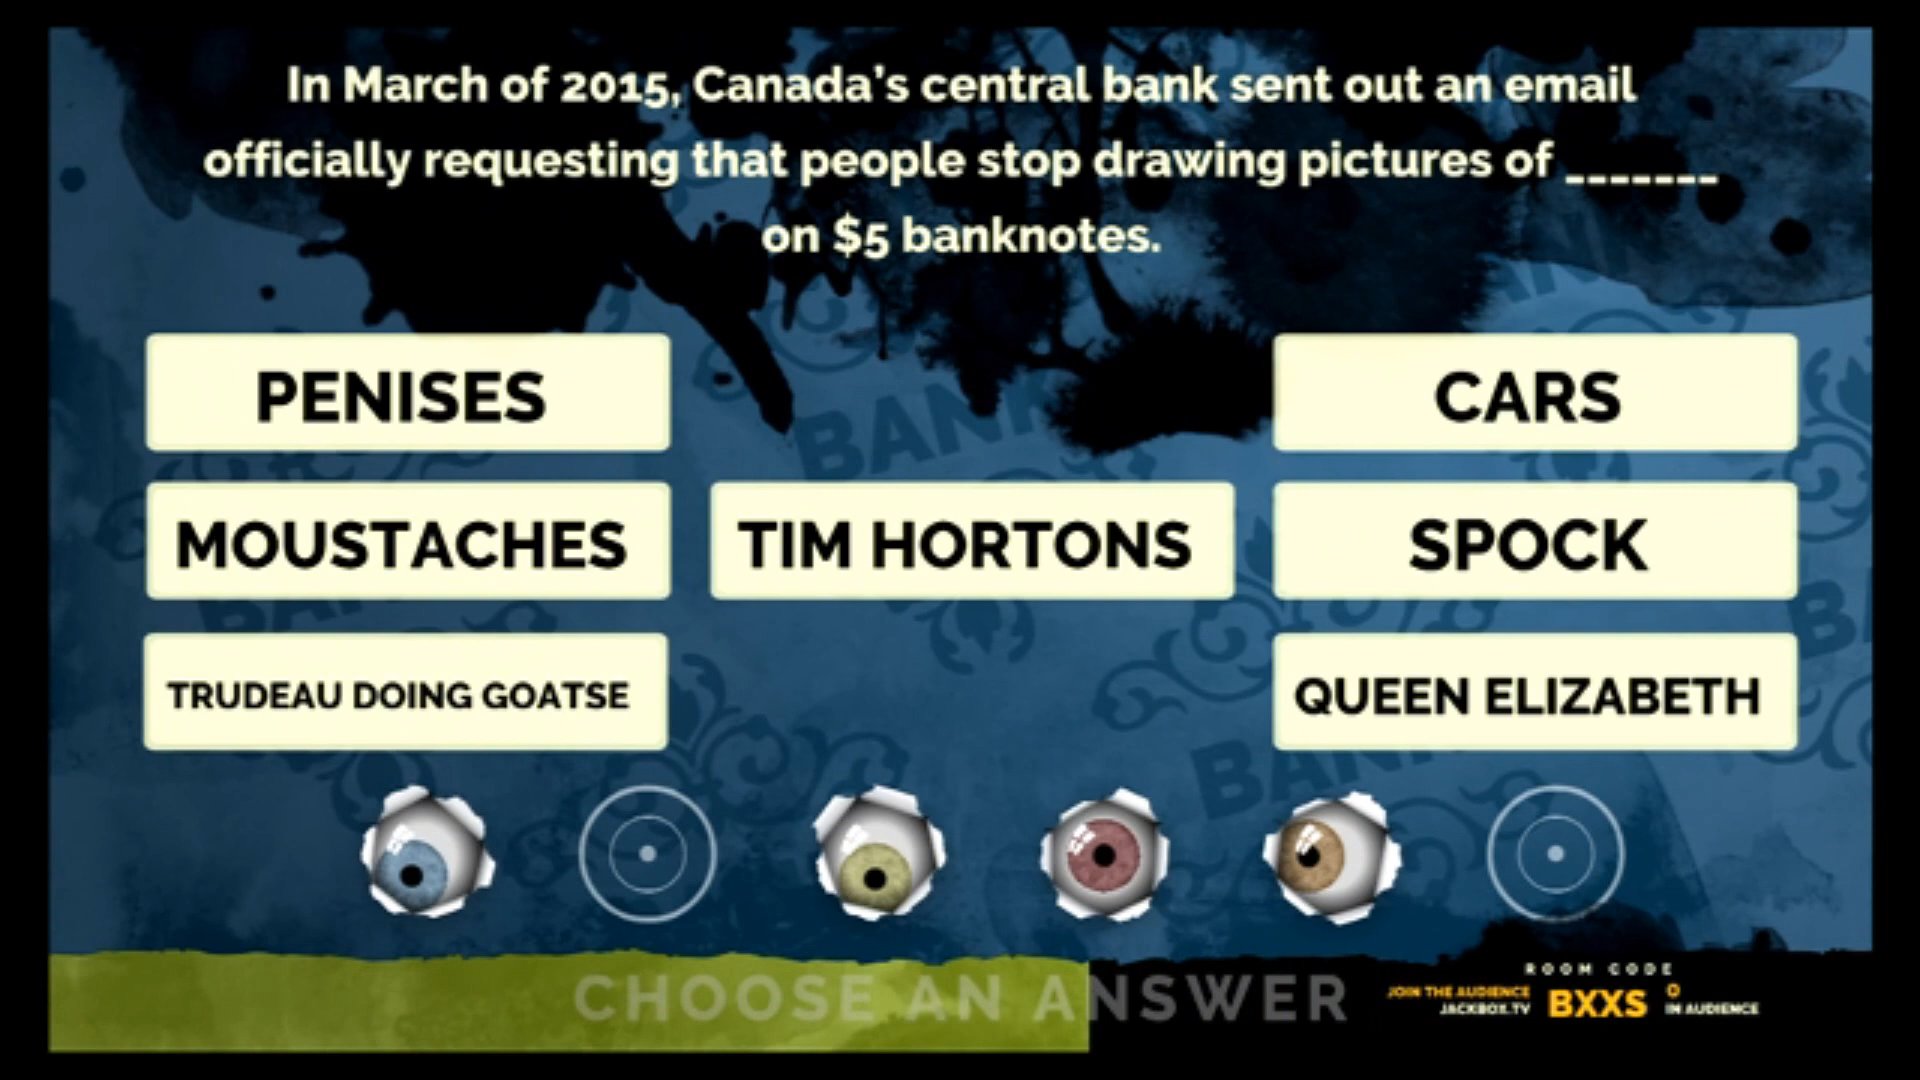 In March of 2015, Canada's central bank sent out an email
officially requesting that people stop drawing pictures of _______
on $5 banknotes.
PENISES
CARS
MOUSTACHES
TIM HORTONS
SPOCK
TRUDEAU DOING GOATSE
QUEEN ELIZABETH
CHOOSE AN ANSWER
ROOM CODE
JOIN THE AUDIENCE
JACKBOX.TV
BXXS
0
IN AUDIENCE
BANK
BANK